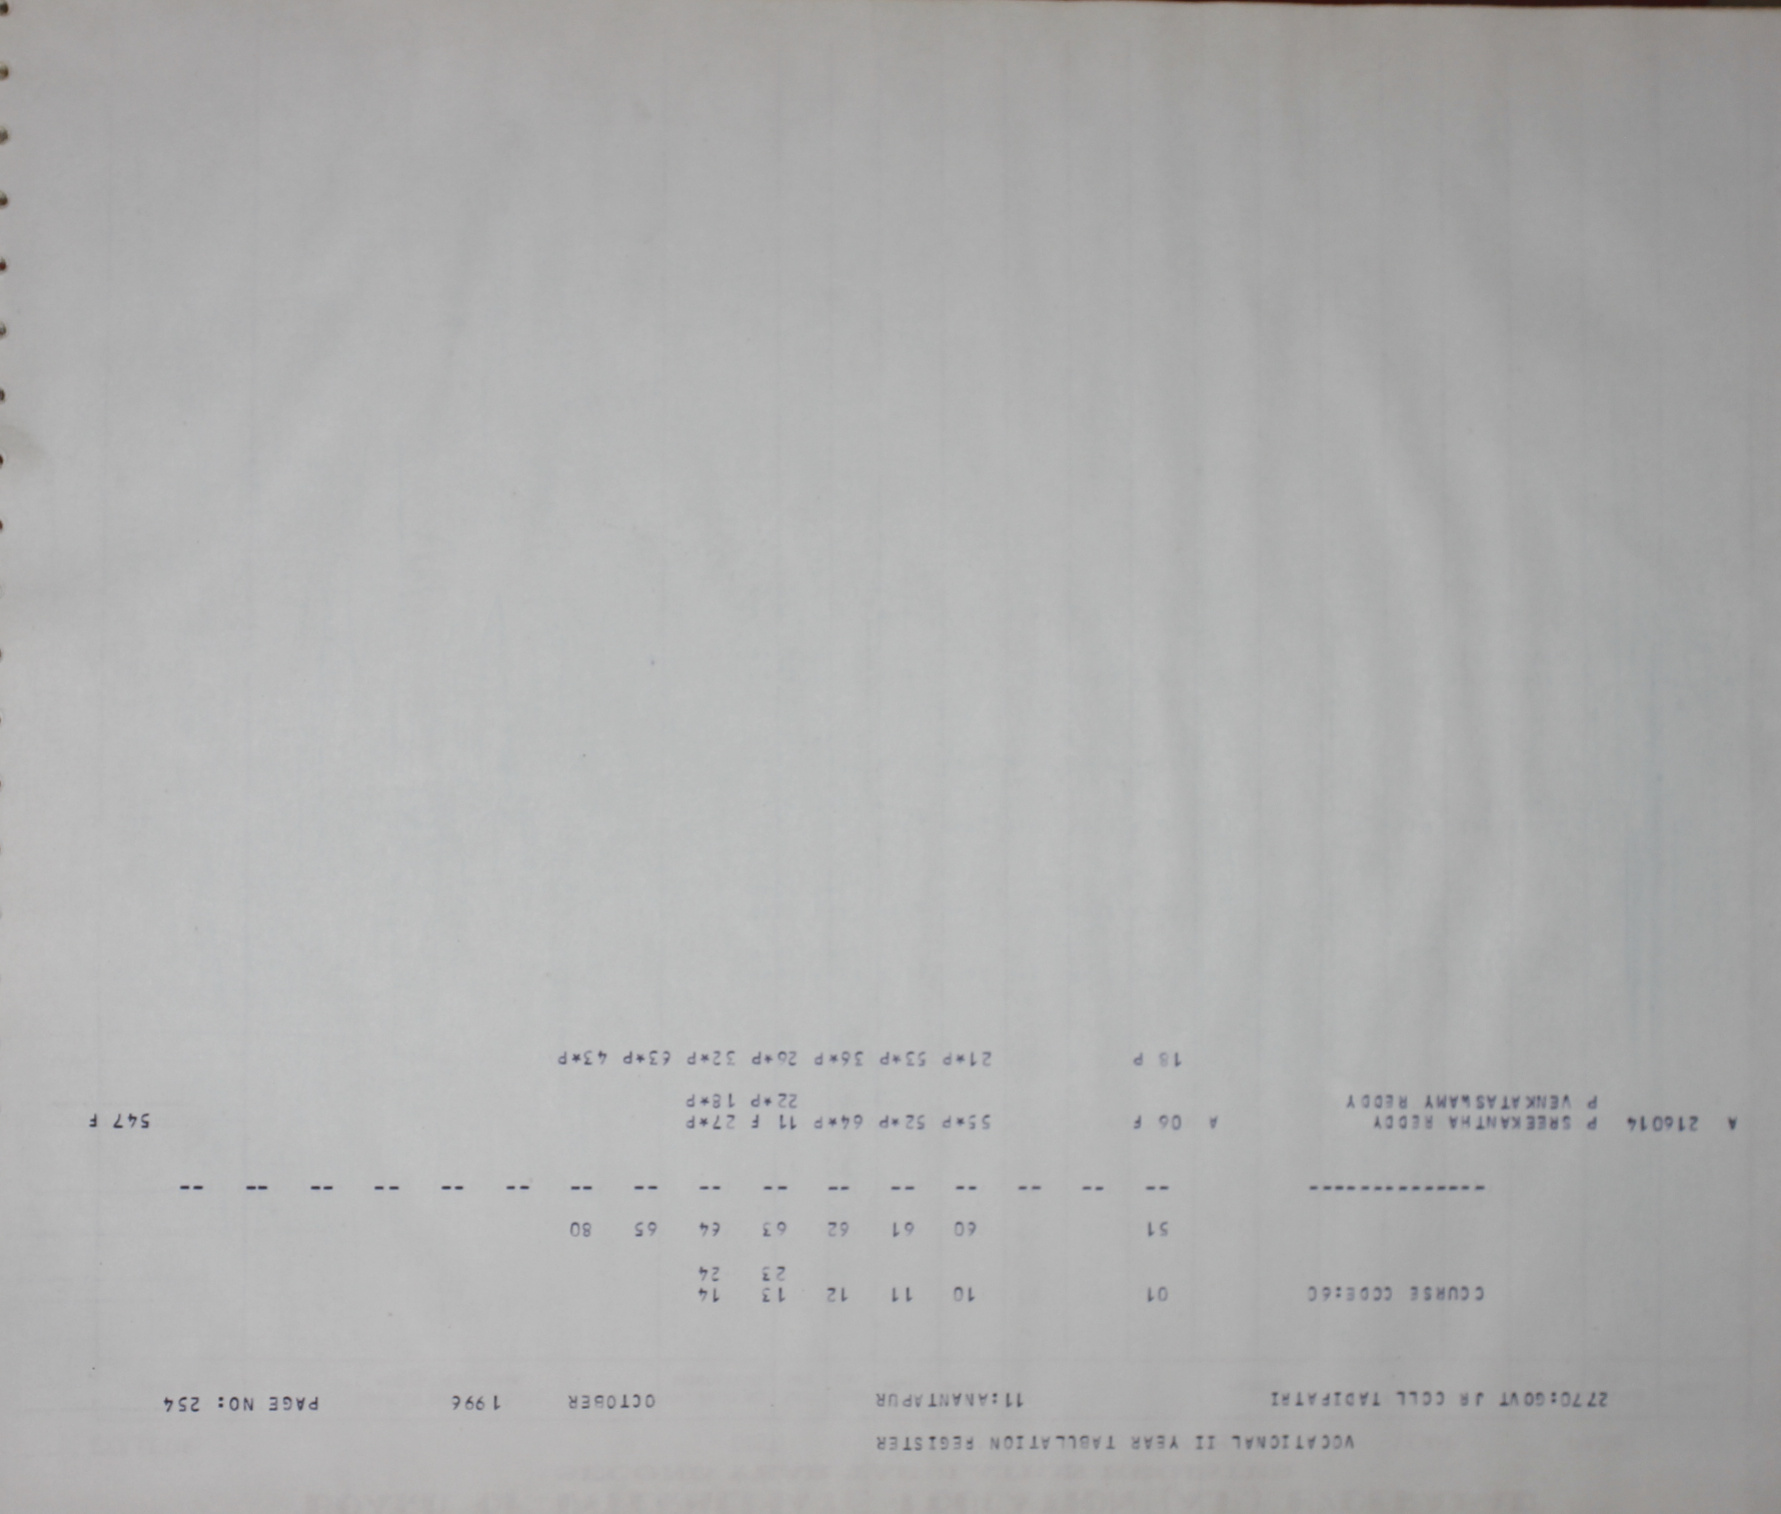 VOCATIONAL II YEAR TABLLATION REGISTER
2770:GOVT JR COLL TADIPATRI 11:ANANTAPUR OCTOBER 1996 PAGE NO: 254
COURSE CODE:60 01 10 11 12 13 14
23 24
51 60 61 62 63 64 65 80
-------------- -- -- -- -- -- -- -- -- -- -- -- -- -- -- -- --
A 216014 P SREEKANTHA REDDY A 06 F 55*P 52*P 64*P 11 F 27*P 547 F
P VENKATASWAMY REDDY 22*P 18*P
18 P 21*P 53*P 36*P 26*P 32*P 63*P 43*P